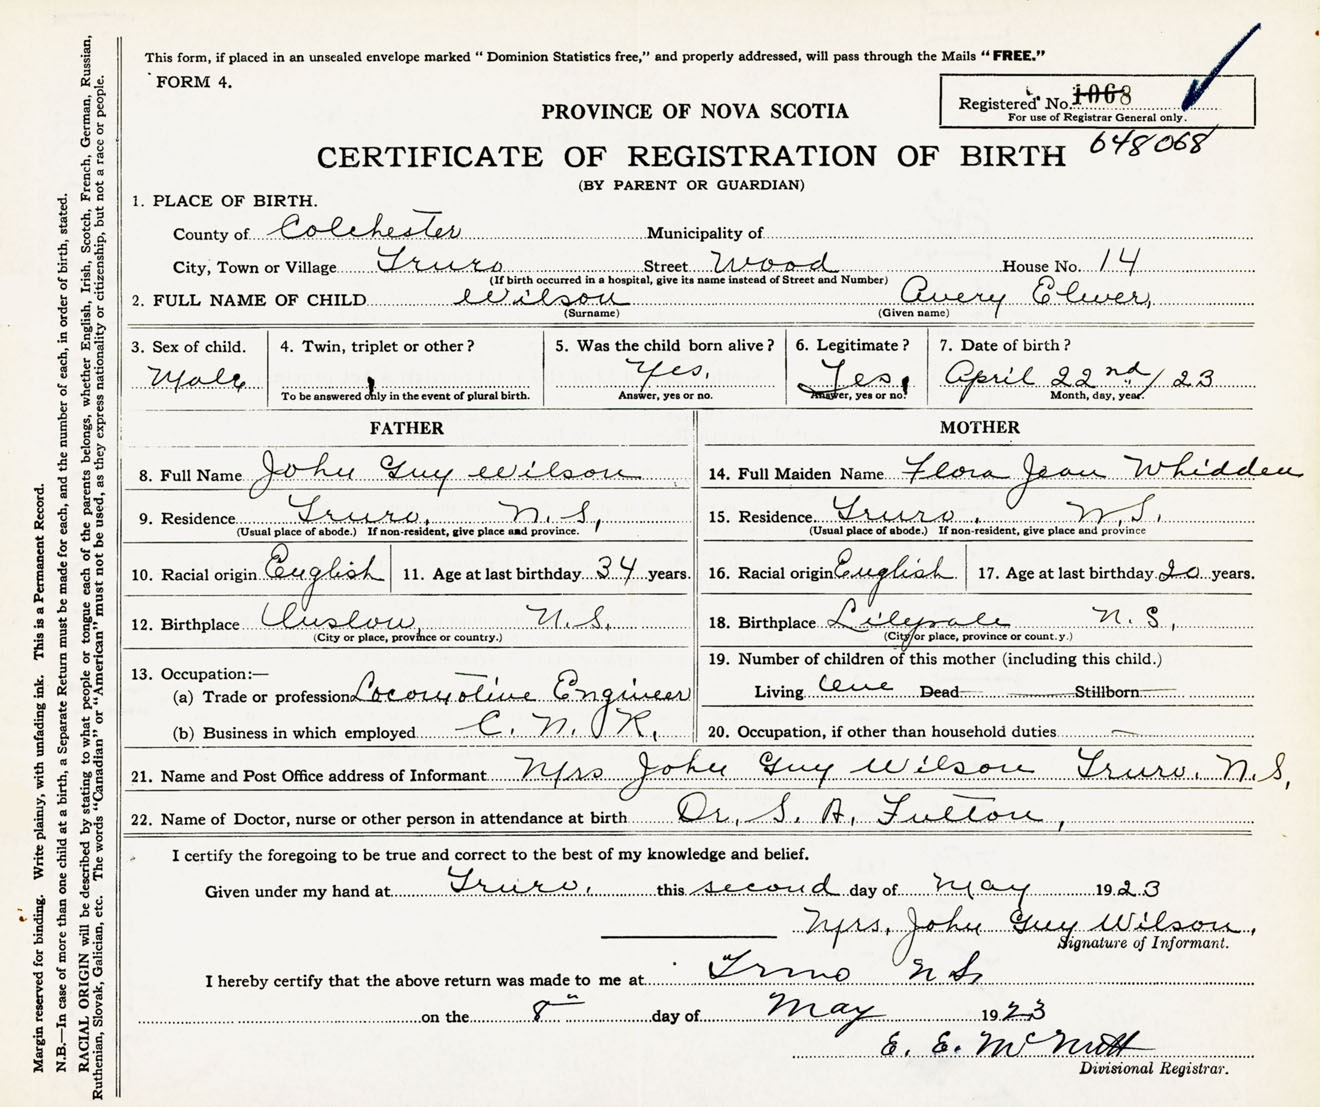 This form, if placed in an unsealed envelope marked “ Dominion Statistics free,” and properly addressed, will pass through the Mails “FREE.”
FORM 4.
Registered No. 1068
For use of Registrar General only.
648068
PROVINCE OF NOVA SCOTIA
CERTIFICATE OF REGISTRATION OF BIRTH
(BY PARENT OR GUARDIAN)
1. PLACE OF BIRTH.
County of Colchester Municipality of
City, Town or Village Truro Street Wood House No. 14
(If birth occurred in a hospital, give its name instead of Street and Number)
2. FULL NAME OF CHILD Wilson Avery Elmer,
(Surname) (Given name)
3. Sex of child. 4. Twin, triplet or other? 5. Was the child born alive? 6. Legitimate? 7. Date of birth?
Male Yes. Yes, April 22nd / 23
To be answered only in the event of plural birth. Answer, yes or no. Answer, yes or no. Month, day, year.
FATHER MOTHER
8. Full Name John Guy Wilson 14. Full Maiden Name Flora Jean Whidden
9. Residence Truro, N.S, 15. Residence Truro, N.S.
(Usual place of abode.) If non-resident, give place and province. (Usual place of abode.) If non-resident, give place and province
10. Racial origin English 11. Age at last birthday 34 years. 16. Racial origin English 17. Age at last birthday 20 years.
12. Birthplace Onslow, N.S. 18. Birthplace Lilyvale N.S,
(City or place, province or country.) (City or place, province or count.y.)
13. Occupation:— 19. Number of children of this mother (including this child.)
(a) Trade or profession Locomotive Engineer Living One Dead Stillborn
(b) Business in which employed C. N. R, 20. Occupation, if other than household duties —
21. Name and Post Office address of Informant Mrs John Guy Wilson Truro. N.S,
22. Name of Doctor, nurse or other person in attendance at birth Dr, S. A, Fulton,
I certify the foregoing to be true and correct to the best of my knowledge and belief.
Given under my hand at Truro. this second day of May 1923
Mrs, John Guy Wilson,
Signature of Informant.
I hereby certify that the above return was made to me at Truro N S,
on the 8" day of May 1923
E. E. McNutt
Divisional Registrar.
Margin reserved for binding. Write plainly, with unfading ink. This is a Permanent Record.
N.B.—In case of more than one child at a birth, a Separate Return must be made for each, and the number of each, in order of birth, stated.
RACIAL ORIGIN will be described by stating to what people or tongue each of the parents belongs, whether English, Irish, Scotch, French, German, Russian,
Ruthenian, Slovak, Galician, etc. The words “Canadian” or “American” must not be used, as they express nationality or citizenship, but not a race or people.